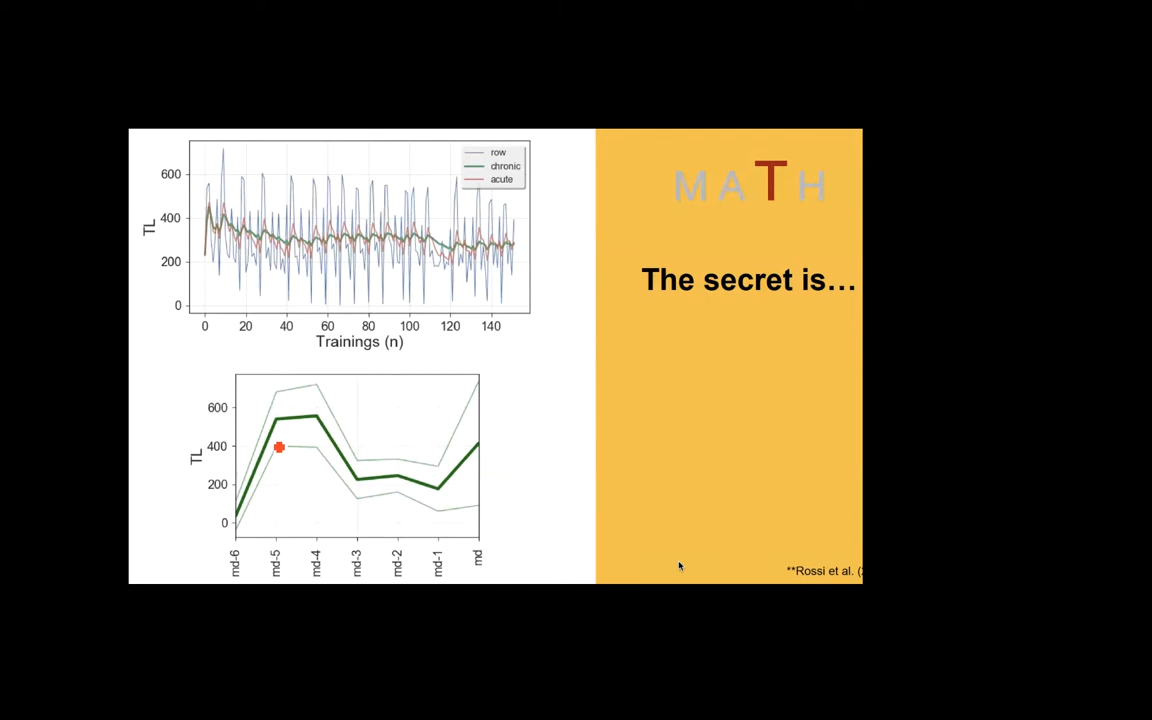 600
400
200
0
TL
row
chronic
acute
0 20 40 60 80 100 120 140
Trainings (n)
600
400
200
0
TL
md-6 md-5 md-4 md-3 md-2 md-1 md
MATH
The secret is…
**Rossi et al. (